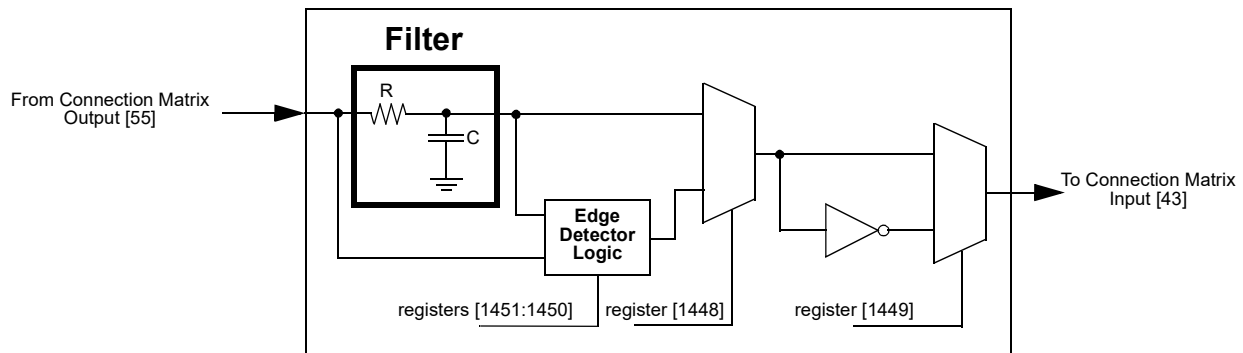 Filter
From Connection Matrix
Output [55]
R
C
Edge
Detector
Logic
To Connection Matrix
Input [43]
registers [1451:1450]
register [1448]
register [1449]